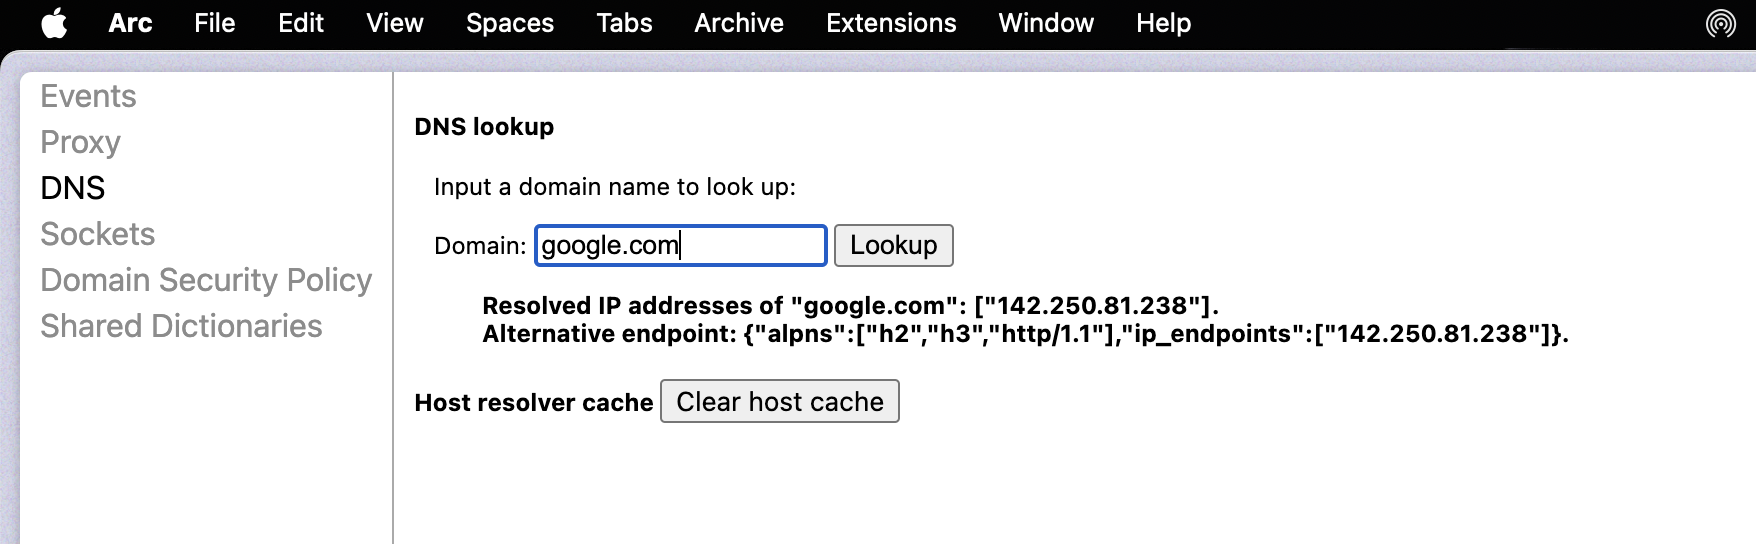 Arc File Edit View Spaces Tabs Archive Extensions Window Help
Events
Proxy
DNS
Sockets
Domain Security Policy
Shared Dictionaries
DNS lookup
Input a domain name to look up:
Domain: google.com Lookup
Resolved IP addresses of "google.com": ["142.250.81.238"].
Alternative endpoint: {"alpns":["h2","h3","http/1.1"],"ip_endpoints":["142.250.81.238"]}.
Host resolver cache Clear host cache